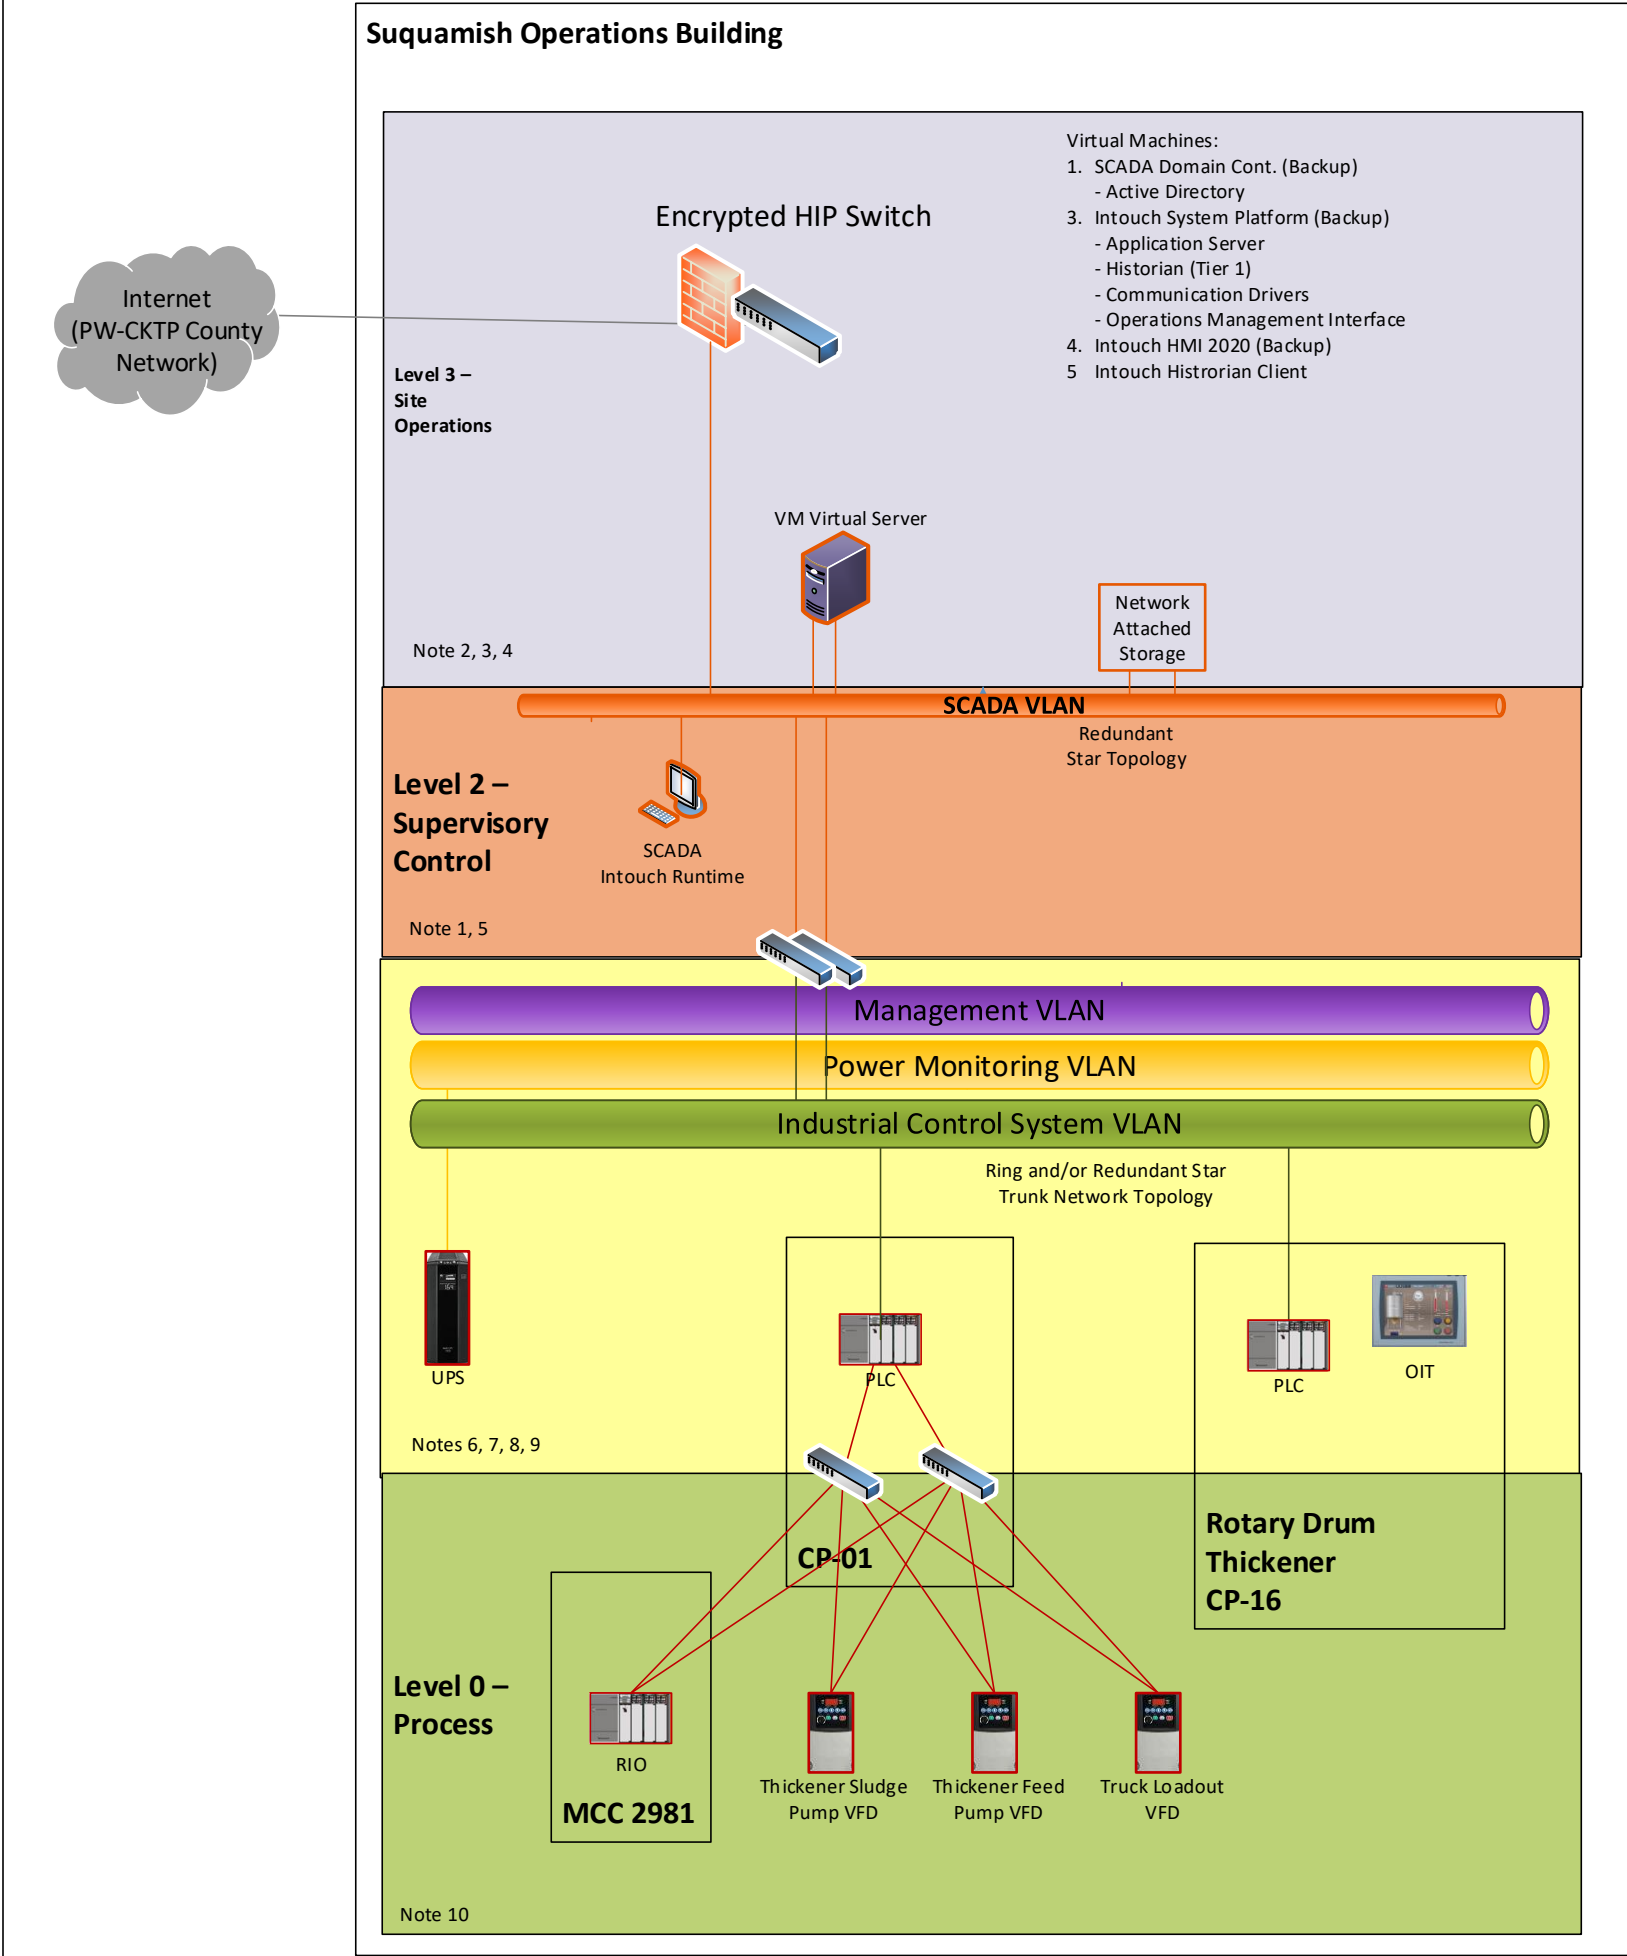 Suquamish Operations Building
Virtual Machines:
1. SCADA Domain Cont. (Backup)
- Active Directory
3. Intouch System Platform (Backup)
- Application Server
- Historian (Tier 1)
- Communication Drivers
- Operations Management Interface
4. Intouch HMI 2020 (Backup)
5 Intouch Histrorian Client
Encrypted HIP Switch
Internet
(PW-CKTP County
Network)
Level 3 –
Site
Operations
VM Virtual Server
Network
Attached
Storage
Note 2, 3, 4
SCADA VLAN
Redundant
Star Topology
Level 2 –
Supervisory
Control
SCADA
Intouch Runtime
Note 1, 5
Management VLAN
Power Monitoring VLAN
Industrial Control System VLAN
Ring and/or Redundant Star
Trunk Network Topology
UPS
PLC
PLC
OIT
Notes 6, 7, 8, 9
CP-01
Rotary Drum
Thickener
CP-16
Level 0 –
Process
RIO
MCC 2981
Thickener Sludge
Pump VFD
Thickener Feed
Pump VFD
Truck Loadout
VFD
Note 10